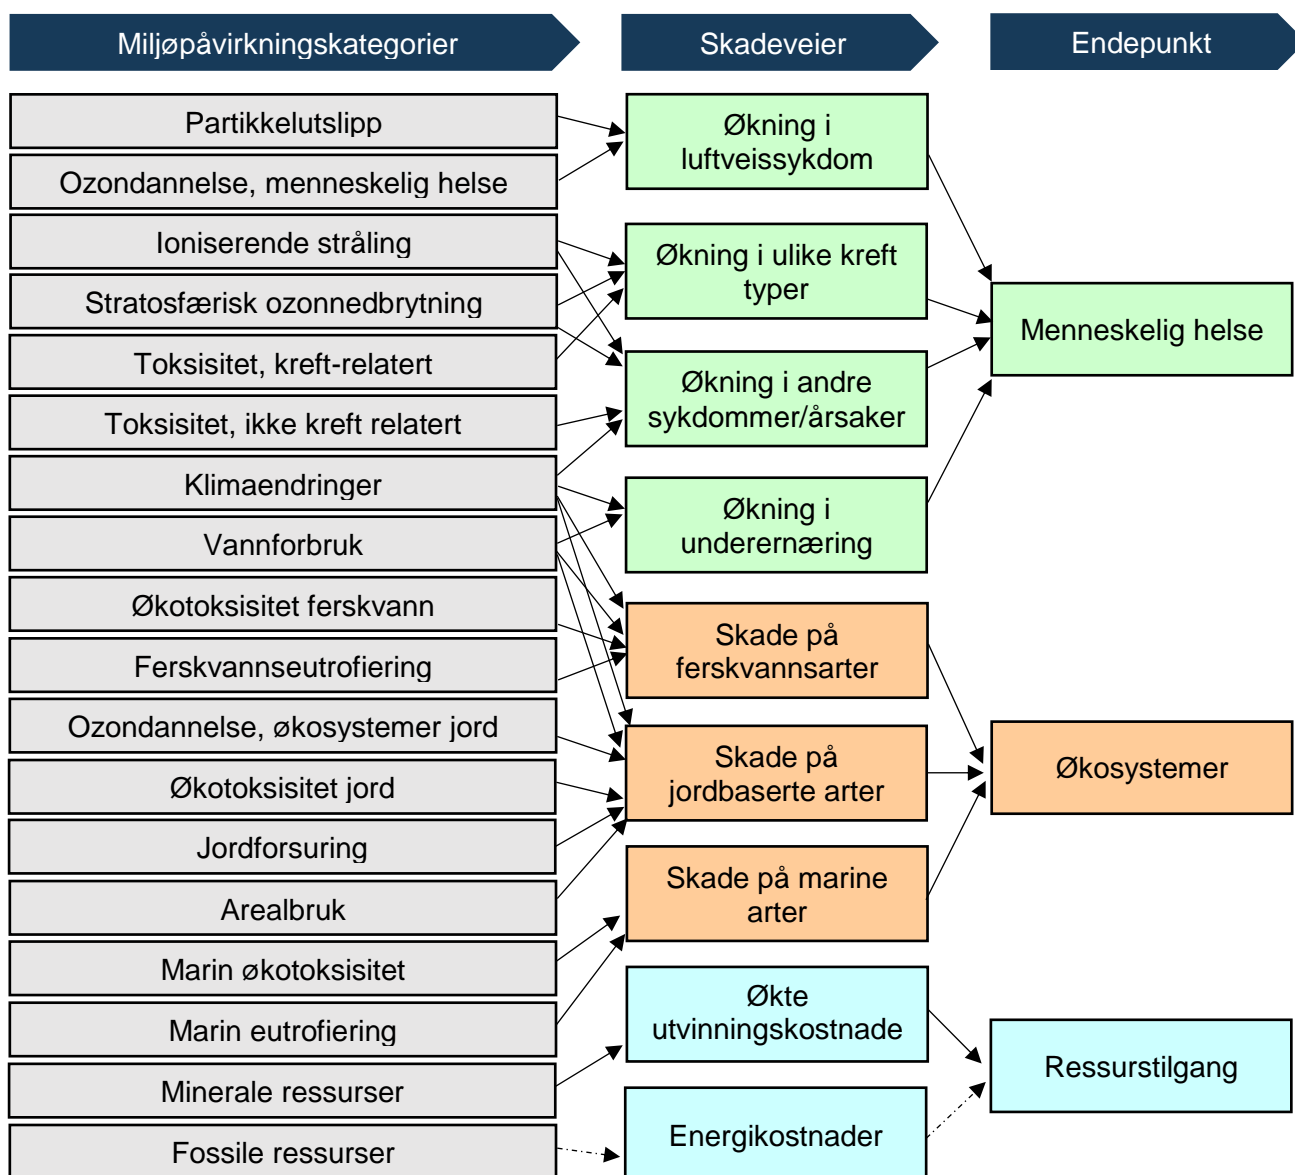 Miljøpåvirkningskategorier
Skadeveier
Endepunkt
Partikkelutslipp
Ozondannelse, menneskelig helse
Ioniserende stråling
Stratosfærisk ozonnedbrytning
Toksisitet, kreft-relatert
Toksisitet, ikke kreft relatert
Klimaendringer
Vannforbruk
Økotoksisitet ferskvann
Ferskvannseutrofiering
Ozondannelse, økosystemer jord
Økotoksisitet jord
Jordforsuring
Arealbruk
Marin økotoksisitet
Marin eutrofiering
Minerale ressurser
Fossile ressurser
Økning i
luftveissykdom
Økning i ulike kreft
typer
Økning i andre
sykdommer/årsaker
Økning i
underernæring
Skade på
ferskvannsarter
Skade på
jordbaserte arter
Skade på marine
arter
Økte
utvinningskostnade
Energikostnader
Menneskelig helse
Økosystemer
Ressurstilgang